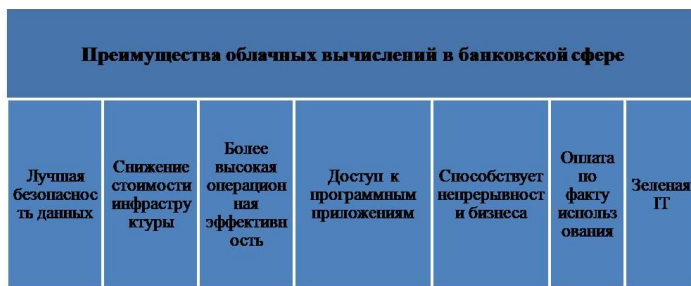 Преимущества облачных вычислений в банковской сфере
Лучшая
безопаснос
ть данных
Снижение
стоимости
инфрастру
ктуры
Более
высокая
операцион
ная
эффективн
ость
Доступ к
программным
приложениям
Способствует
непрерывност
и бизнеса
Оплата
по
факту
использ
ования
Зеленая
IT